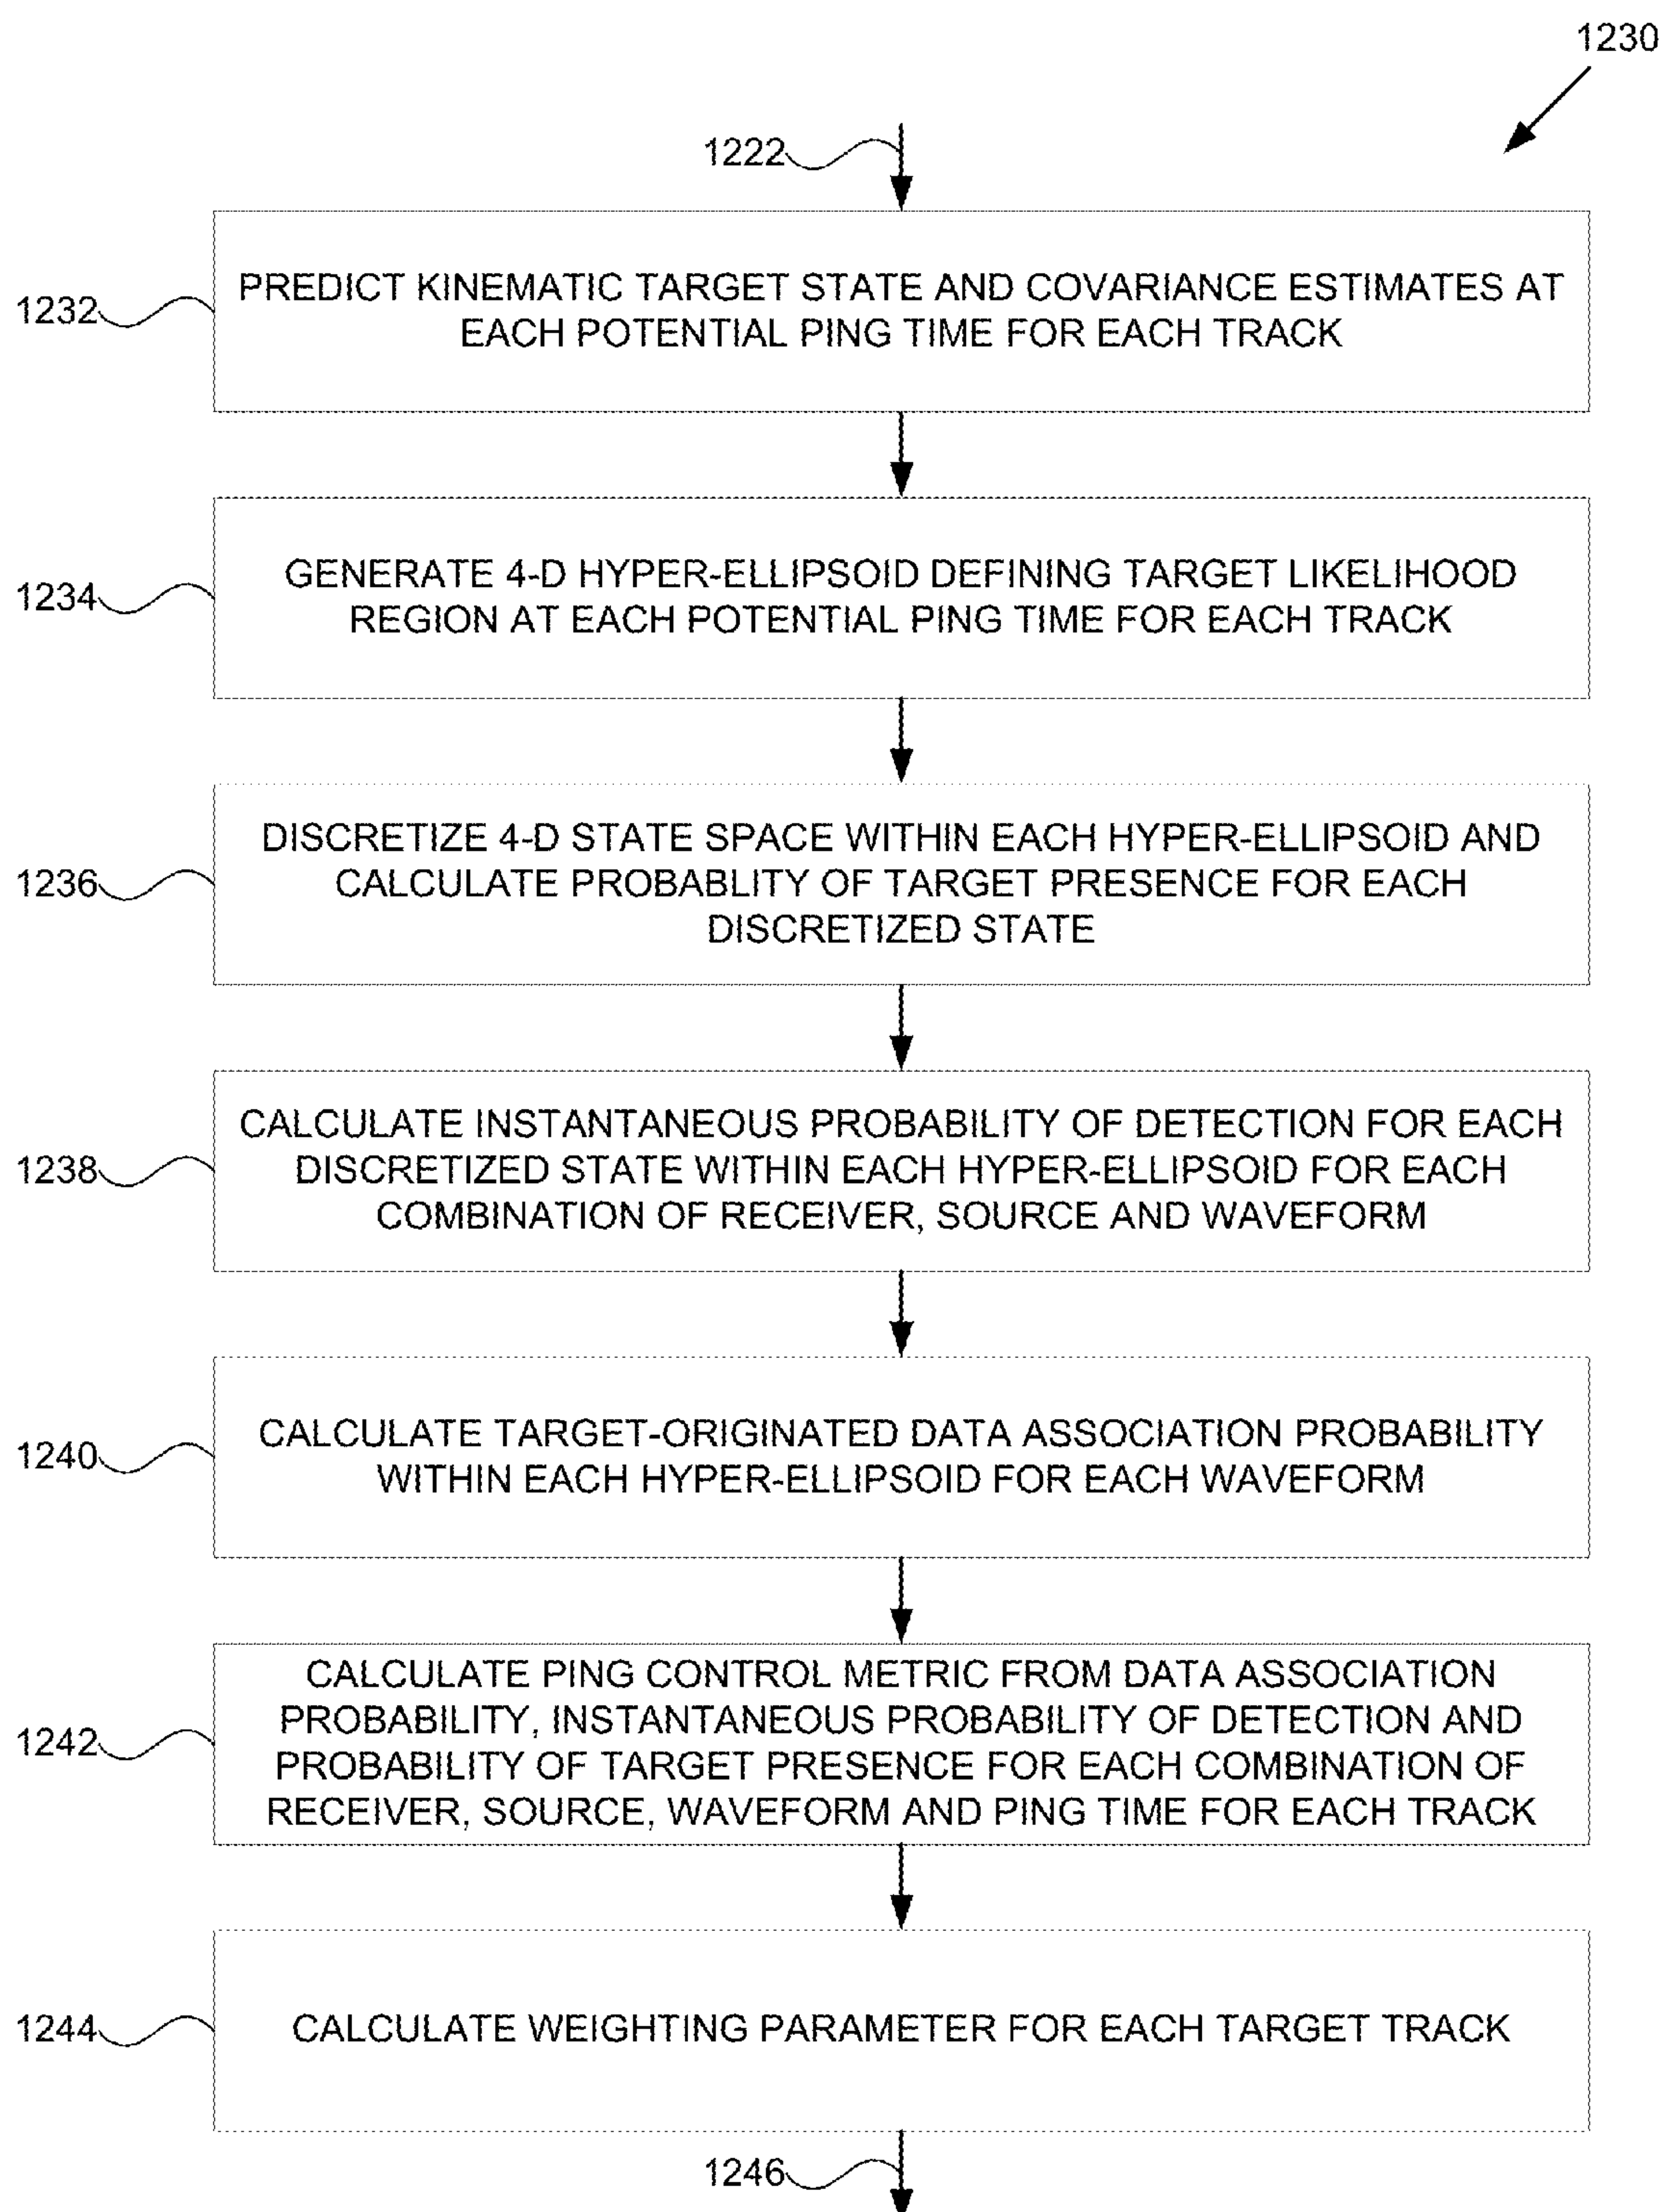 1230
1222
1232
PREDICT KINEMATIC TARGET STATE AND COVARIANCE ESTIMATES AT
EACH POTENTIAL PING TIME FOR EACH TRACK
1234
GENERATE 4-D HYPER-ELLIPSOID DEFINING TARGET LIKELIHOOD
REGION AT EACH POTENTIAL PING TIME FOR EACH TRACK
1236
DISCRETIZE 4-D STATE SPACE WITHIN EACH HYPER-ELLIPSOID AND
CALCULATE PROBABLITY OF TARGET PRESENCE FOR EACH
DISCRETIZED STATE
1238
CALCULATE INSTANTANEOUS PROBABILITY OF DETECTION FOR EACH
DISCRETIZED STATE WITHIN EACH HYPER-ELLIPSOID FOR EACH
COMBINATION OF RECEIVER, SOURCE AND WAVEFORM
1240
CALCULATE TARGET-ORIGINATED DATA ASSOCIATION PROBABILITY
WITHIN EACH HYPER-ELLIPSOID FOR EACH WAVEFORM
1242
CALCULATE PING CONTROL METRIC FROM DATA ASSOCIATION
PROBABILITY, INSTANTANEOUS PROBABILITY OF DETECTION AND
PROBABILITY OF TARGET PRESENCE FOR EACH COMBINATION OF
RECEIVER, SOURCE, WAVEFORM AND PING TIME FOR EACH TRACK
1244
CALCULATE WEIGHTING PARAMETER FOR EACH TARGET TRACK
1246